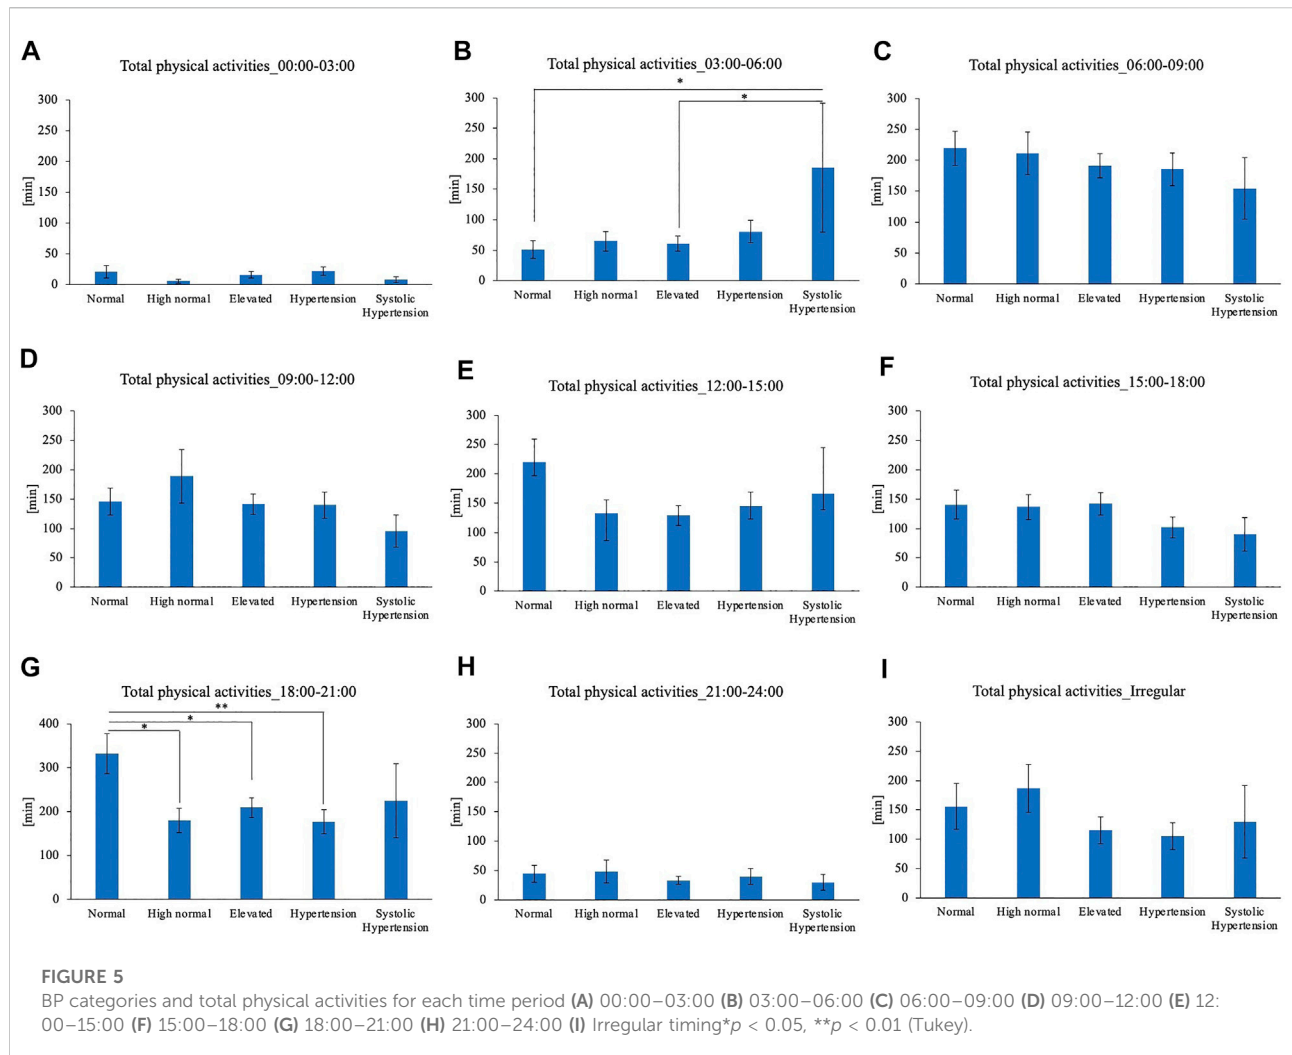 A
Total physical activities_00:00-03:00
300
250
200
150
100
50
0
[min]
Normal
High normal
Elevated
Hypertension
Systolic
Hypertension
B
Total physical activities_03:00-06:00
*
*
300
250
200
150
100
50
0
[min]
Normal
High normal
Elevated
Hypertension
Systolic
Hypertension
C
Total physical activities_06:00-09:00
300
250
200
150
100
50
0
[min]
Normal
High normal
Elevated
Hypertension
Systolic
Hypertension
D
Total physical activities_09:00-12:00
300
250
200
150
100
50
0
[min]
Normal
High normal
Elevated
Hypertension
Systolic
Hypertension
E
Total physical activities_12:00-15:00
300
250
200
150
100
50
0
[min]
Normal
High normal
Elevated
Hypertension
Systolic
Hypertension
F
Total physical activities_15:00-18:00
300
250
200
150
100
50
0
[min]
Normal
High normal
Elevated
Hypertension
Systolic
Hypertension
G
Total physical activities_18:00-21:00
**
*
*
400
300
200
100
0
[min]
Normal
High normal
Elevated
Hypertension
Systolic
Hypertension
H
Total physical activities_21:00-24:00
300
250
200
150
100
50
0
[min]
Normal
High normal
Elevated
Hypertension
Systolic
Hypertension
I
Total physical activities_Irregular
300
250
200
150
100
50
0
[min]
Normal
High normal
Elevated
Hypertension
Systolic
Hypertension
FIGURE 5
BP categories and total physical activities for each time period (A) 00:00–03:00 (B) 03:00–06:00 (C) 06:00–09:00 (D) 09:00–12:00 (E) 12:
00–15:00 (F) 15:00–18:00 (G) 18:00–21:00 (H) 21:00–24:00 (I) Irregular timing*p < 0.05, **p < 0.01 (Tukey).